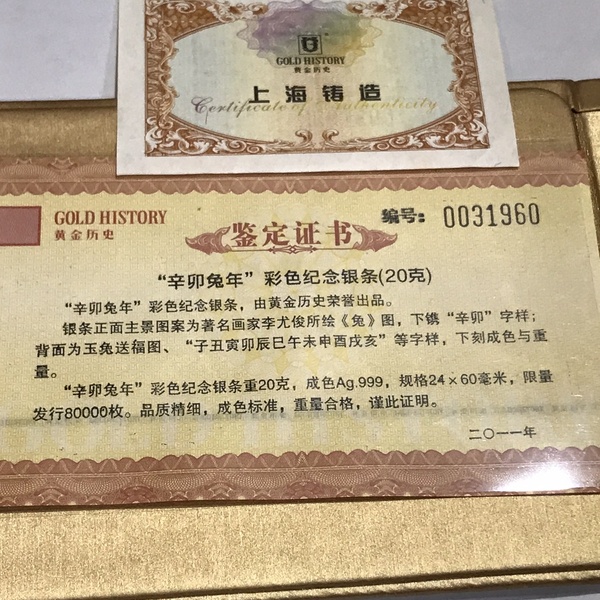 GOLD HISTORY
黄金历史
上海铸造
Certificate of Authenticity
GOLD HISTORY
黄金历史
鉴定证书
编号: 0031960
“辛卯兔年”彩色纪念银条(20克)
“辛卯兔年”彩色纪念银条，由黄金历史荣誉出品。
银条正面主景图案为著名画家李尤俊所绘《兔》图，下镌“辛卯”字样;
背面为玉兔送福图、“子丑寅卯辰巳午未申酉戌亥”等字样，下刻成色与重
量。
“辛卯兔年”彩色纪念银条重20克，成色Ag.999，规格24×60毫米，限量
发行80000枚。品质精细，成色标准，重量合格，谨此证明。
二〇一一年